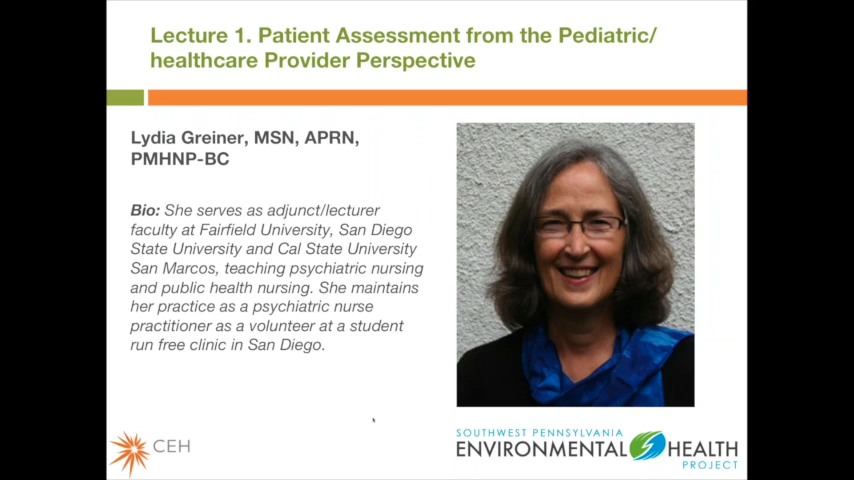 Lecture 1. Patient Assessment from the Pediatric/
healthcare Provider Perspective
Lydia Greiner, MSN, APRN,
PMHNP-BC
Bio: She serves as adjunct/lecturer
faculty at Fairfield University, San Diego
State University and Cal State University
San Marcos, teaching psychiatric nursing
and public health nursing. She maintains
her practice as a psychiatric nurse
practitioner as a volunteer at a student
run free clinic in San Diego.
CEH
SOUTHWEST PENNSYLVANIA
ENVIRONMENTAL HEALTH
PROJECT